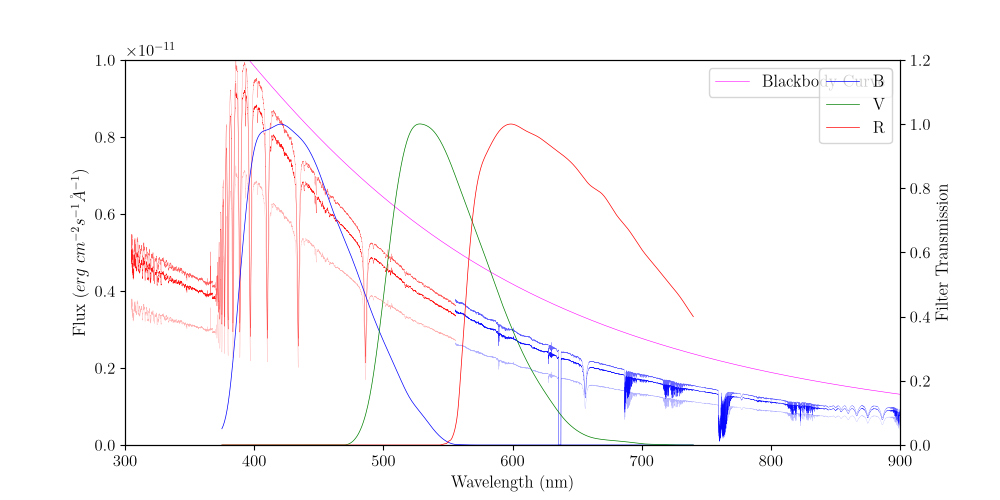 ×10⁻¹¹
1.0
0.8
0.6
0.4
0.2
0.0
Flux (erg cm⁻²s⁻¹Å⁻¹)
300 400 500 600 700 800 900
Wavelength (nm)
1.2
1.0
0.8
0.6
0.4
0.2
0.0
Filter Transmission
Blackbody Curve
B
V
R